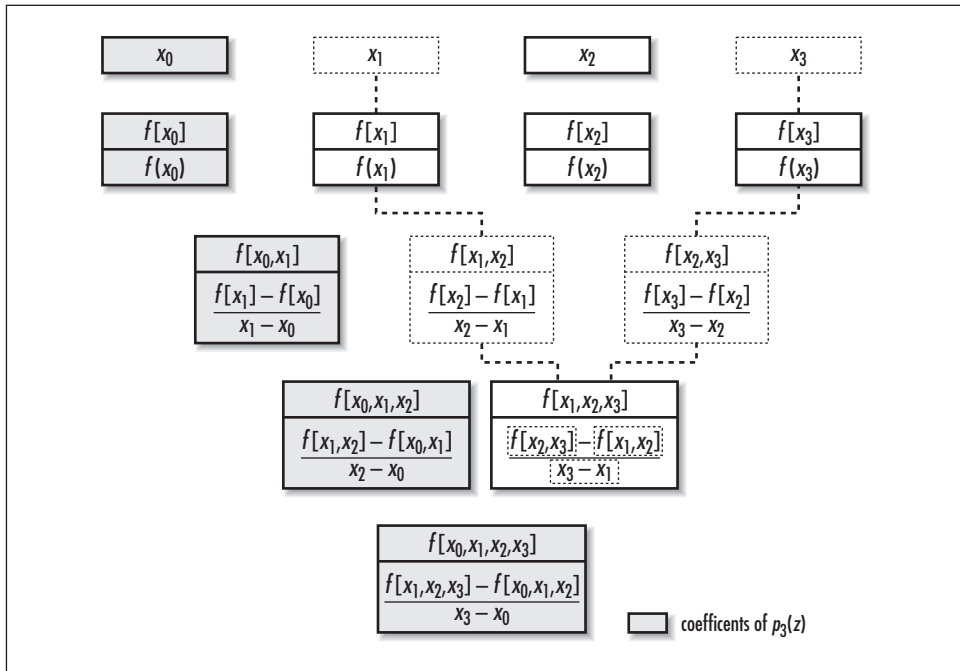 x₀ x₁ x₂ x₃
f[x₀] f[x₁] f[x₂] f[x₃]
f(x₀) f(x₁) f(x₂) f(x₃)
f[x₀,x₁] f[x₁,x₂] f[x₂,x₃]
f[x₁] – f[x₀] f[x₂] – f[x₁] f[x₃] – f[x₂]
x₁ – x₀ x₂ – x₁ x₃ – x₂
f[x₀,x₁,x₂] f[x₁,x₂,x₃]
f[x₁,x₂] – f[x₀,x₁] f[x₂,x₃] – f[x₁,x₂]
x₂ – x₀ x₃ – x₁
f[x₀,x₁,x₂,x₃]
f[x₁,x₂,x₃] – f[x₀,x₁,x₂]
x₃ – x₀
coefficents of p₃(z)